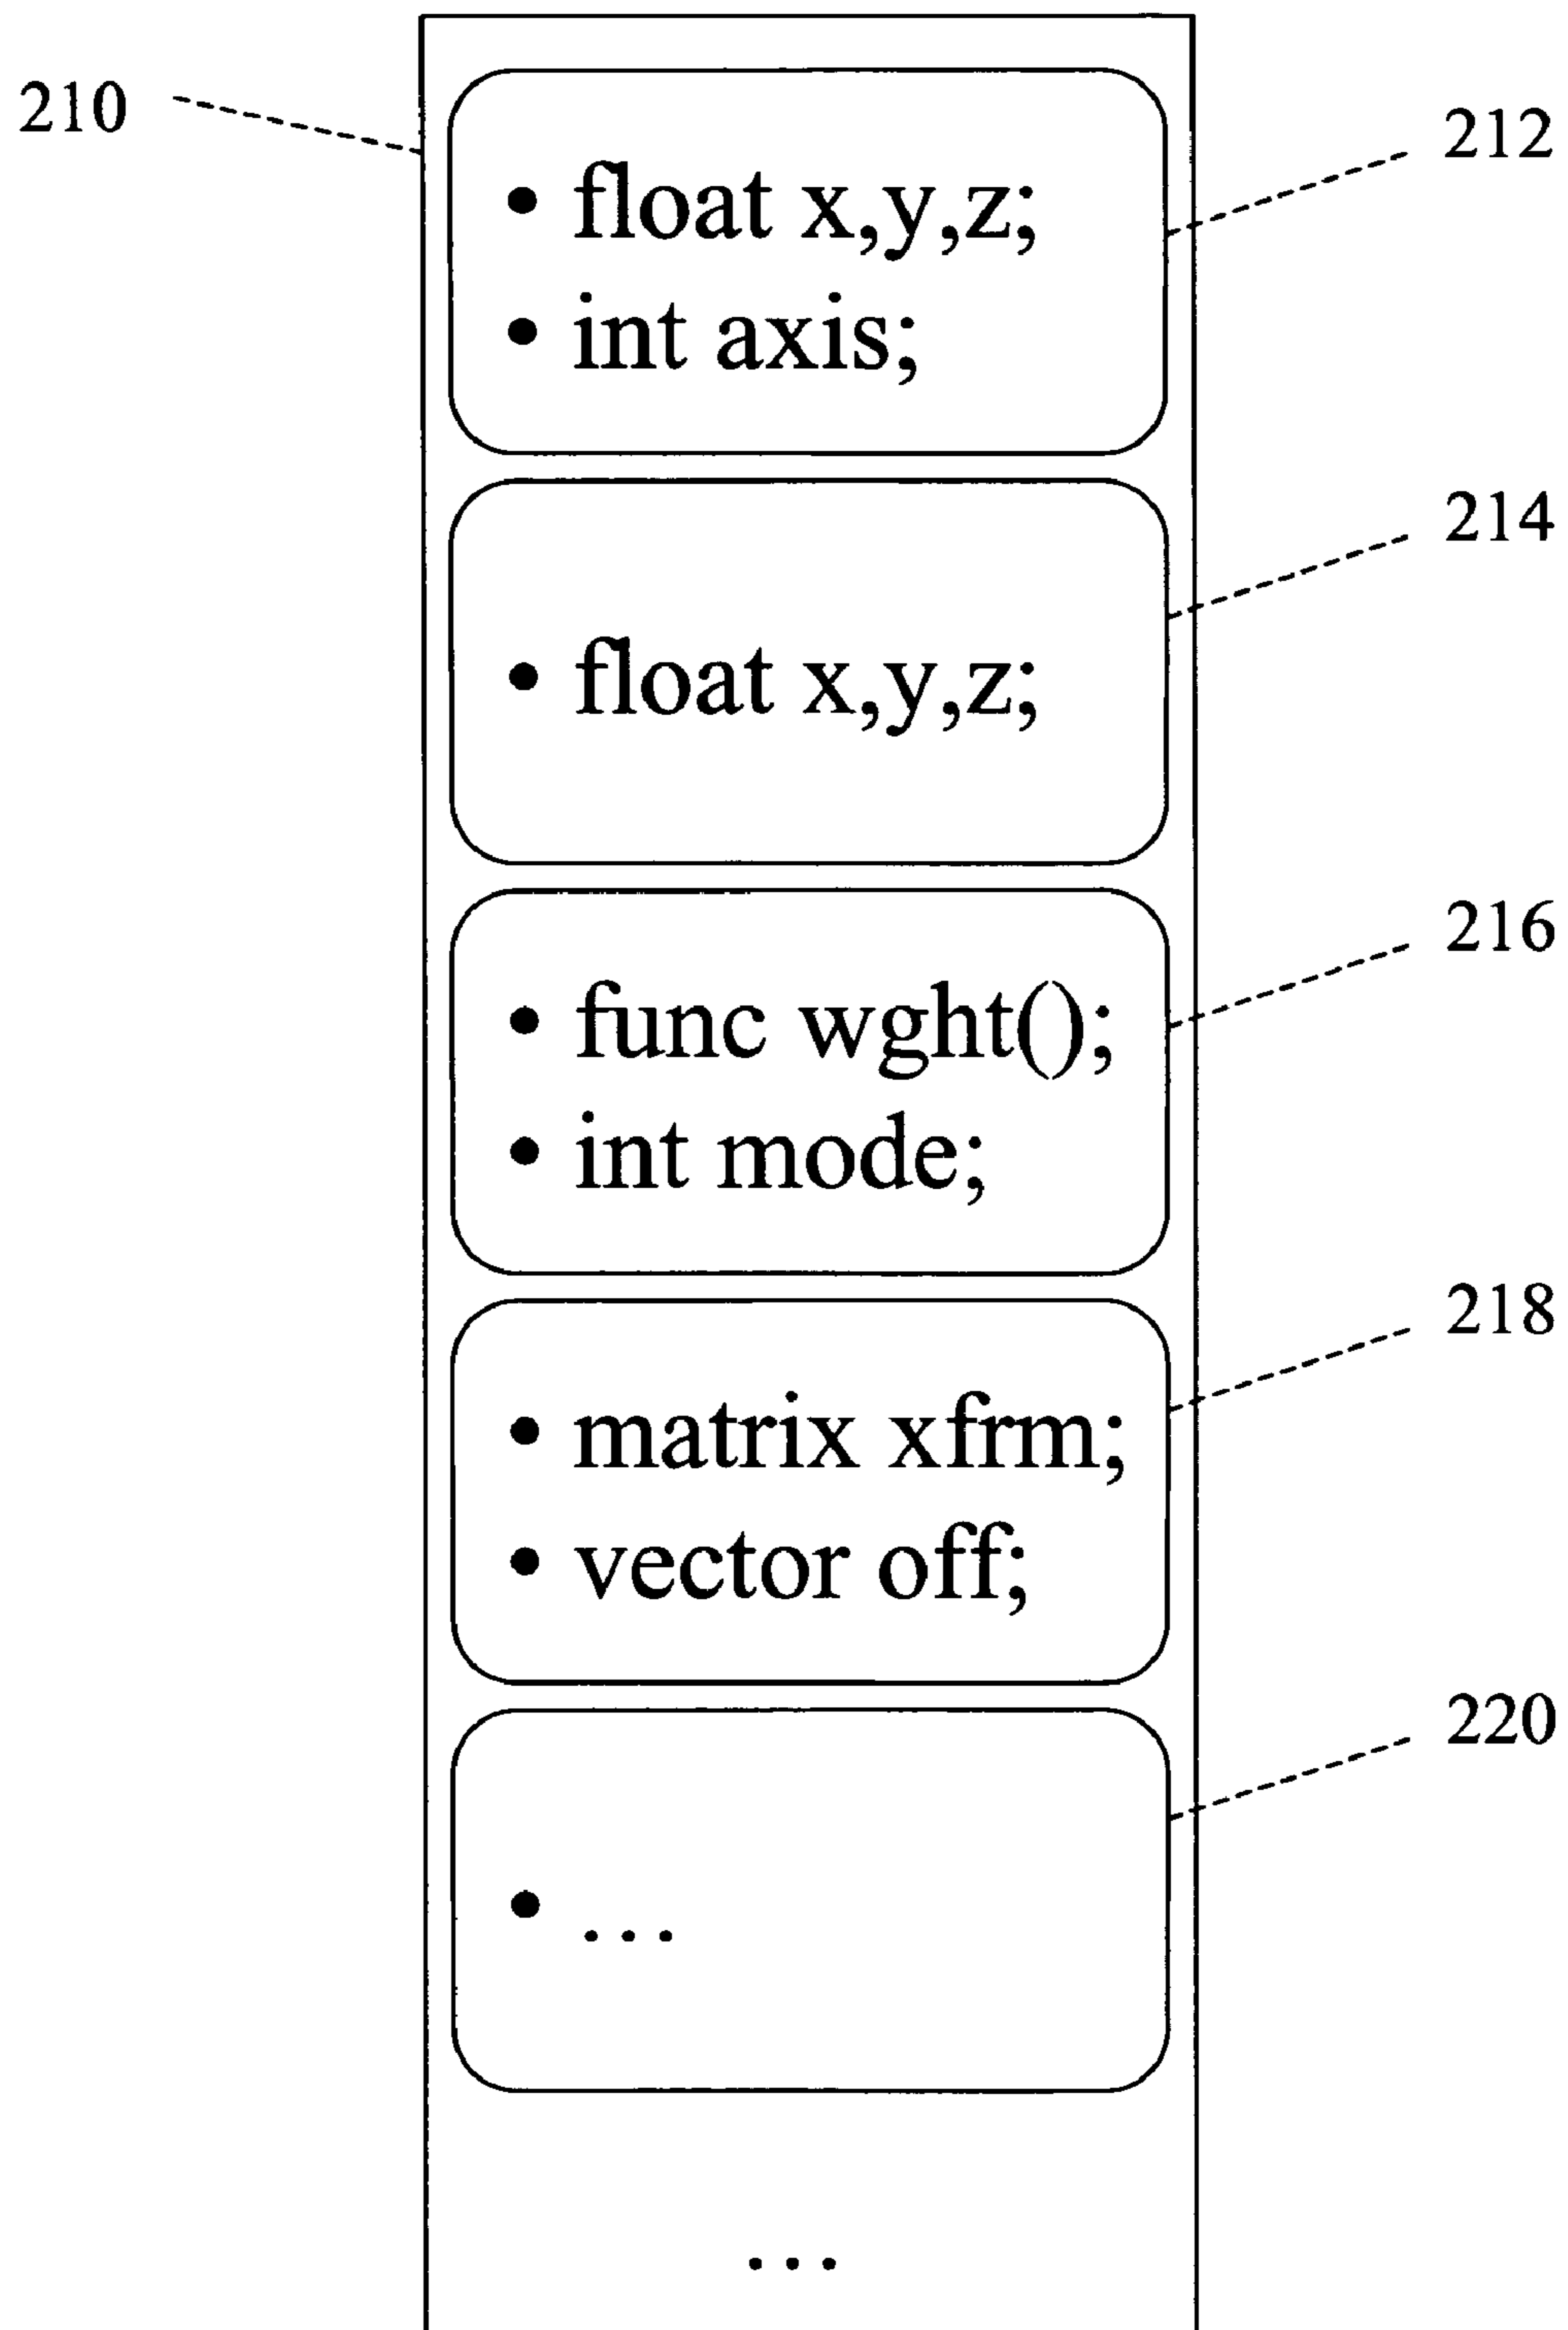 210
212
• float x,y,z;
• int axis;
214
• float x,y,z;
216
• func wght();
• int mode;
218
• matrix xfrm;
• vector off;
220
• ...
...